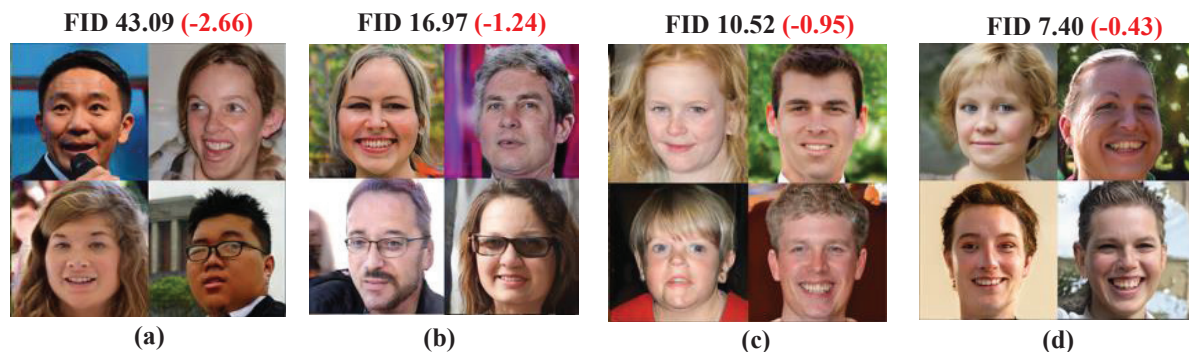 FID 43.09 (-2.66)
FID 16.97 (-1.24)
FID 10.52 (-0.95)
FID 7.40 (-0.43)
(a)
(b)
(c)
(d)